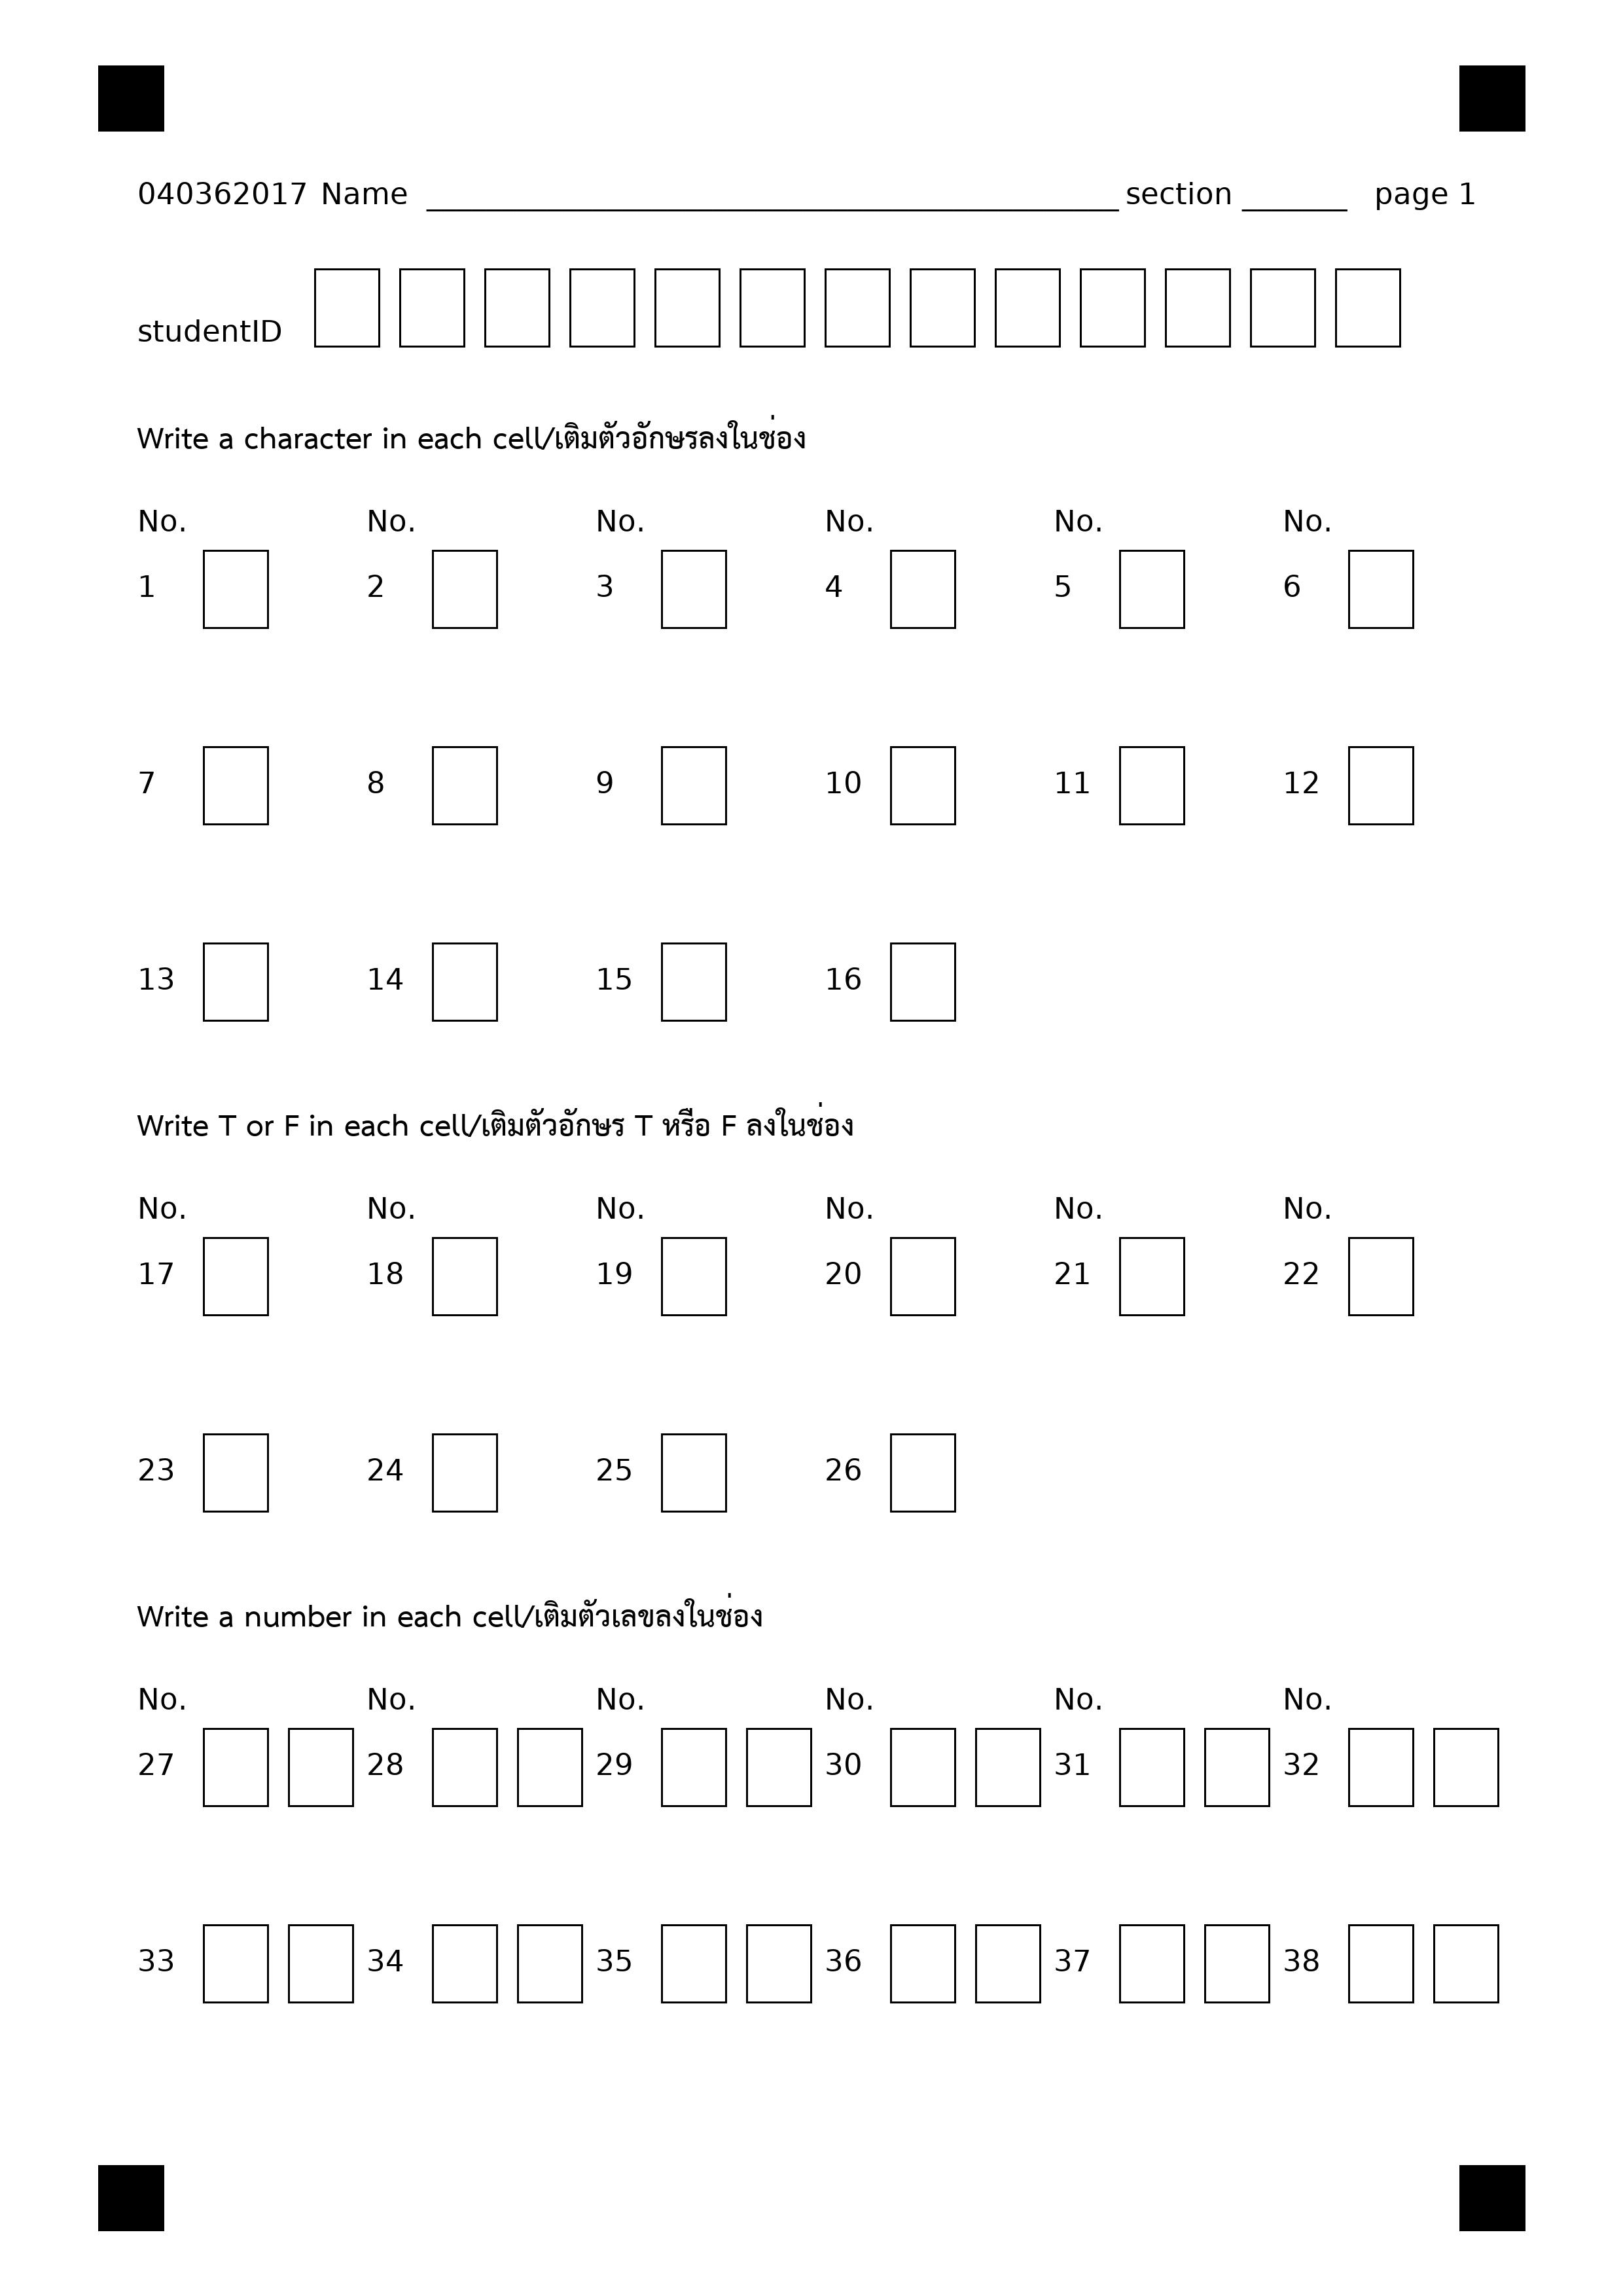 040362017 Name section page 1
studentID
Write a character in each cell/เติมตัวอักษรลงในช่อง
No. No. No. No. No. No.
1 2 3 4 5 6
7 8 9 10 11 12
13 14 15 16
Write T or F in each cell/เติมตัวอักษร T หรือ F ลงในช่อง
No. No. No. No. No. No.
17 18 19 20 21 22
23 24 25 26
Write a number in each cell/เติมตัวเลขลงในช่อง
No. No. No. No. No. No.
27 28 29 30 31 32
33 34 35 36 37 38